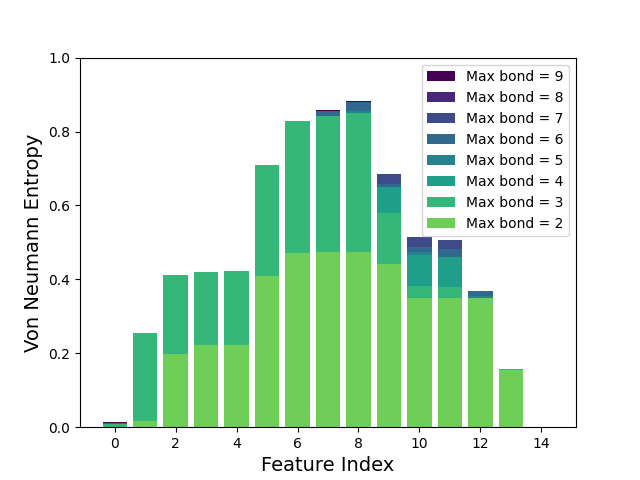 1.0
0.8
0.6
0.4
0.2
0.0
Von Neumann Entropy
Max bond = 9
Max bond = 8
Max bond = 7
Max bond = 6
Max bond = 5
Max bond = 4
Max bond = 3
Max bond = 2
0 2 4 6 8 10 12 14
Feature Index